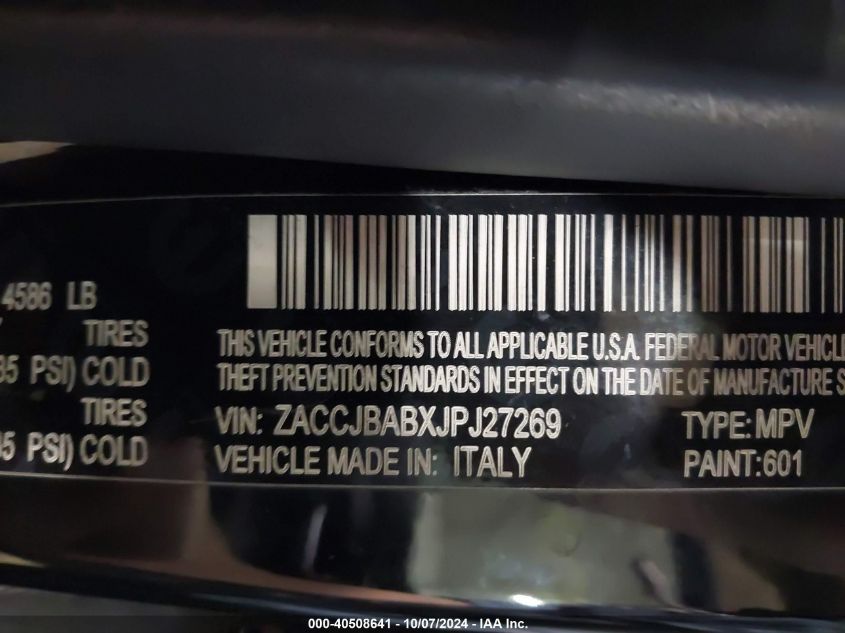 4586 LB
TIRES
35 PSI) COLD
TIRES
35 PSI) COLD
THIS VEHICLE CONFORMS TO ALL APPLICABLE U.S.A. FEDERAL MOTOR VEHICLE
THEFT PREVENTION STANDARDS IN EFFECT ON THE DATE OF MANUFACTURE S
VIN: ZACCJBABXJPJ27269 TYPE: MPV
VEHICLE MADE IN: ITALY PAINT: 601
000-40508641 - 10/07/2024 - IAA Inc.